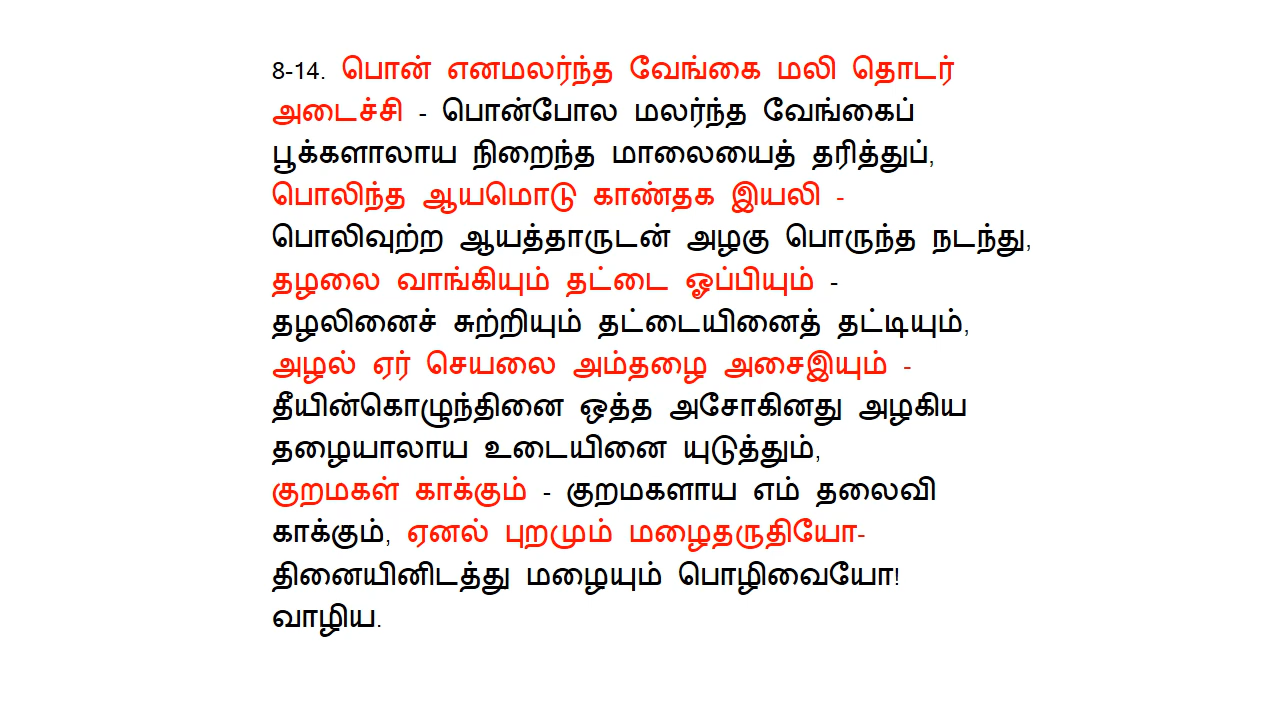 8-14. பொன் எனமலர்ந்த வேங்கை மலி தொடர்
அடைச்சி - பொன்போல மலர்ந்த வேங்கைப்
பூக்களாலாய நிறைந்த மாலையைத் தரித்துப்,
பொலிந்த ஆயமொடு காண்தக இயலி -
பொலிவுற்ற ஆயத்தாருடன் அழகு பொருந்த நடந்து,
தழலை வாங்கியும் தட்டை ஓப்பியும் -
தழலினைச் சுற்றியும் தட்டையினைத் தட்டியும்,
அழல் ஏர் செயலை அம்தழை அசைஇயும் -
தீயின்கொழுந்தினை ஒத்த அசோகினது அழகிய
தழையாலாய உடையினை யுடுத்தும்,
குறமகள் காக்கும் - குறமகளாய எம் தலைவி
காக்கும், ஏனல் புறமும் மழைதருதியோ-
தினையினிடத்து மழையும் பொழிவையோ!
வாழிய.